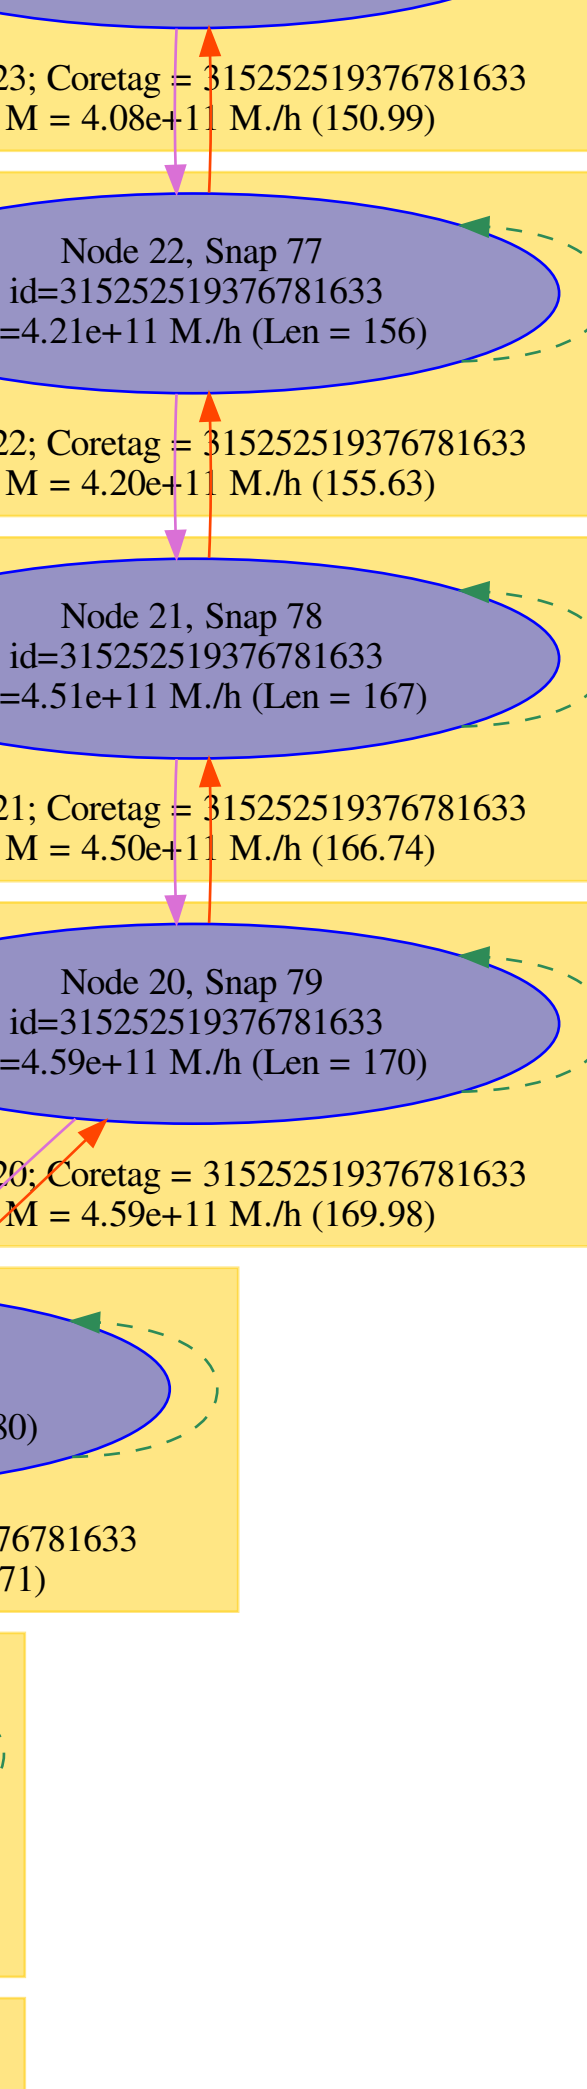 23; Coretag = 315252519376781633
M = 4.08e+11 M./h (150.99)
Node 22, Snap 77
id=315252519376781633
=4.21e+11 M./h (Len = 156)
22; Coretag = 315252519376781633
M = 4.20e+11 M./h (155.63)
Node 21, Snap 78
id=315252519376781633
=4.51e+11 M./h (Len = 167)
21; Coretag = 315252519376781633
M = 4.50e+11 M./h (166.74)
Node 20, Snap 79
id=315252519376781633
=4.59e+11 M./h (Len = 170)
20; Coretag = 315252519376781633
M = 4.59e+11 M./h (169.98)
80)
76781633
71)